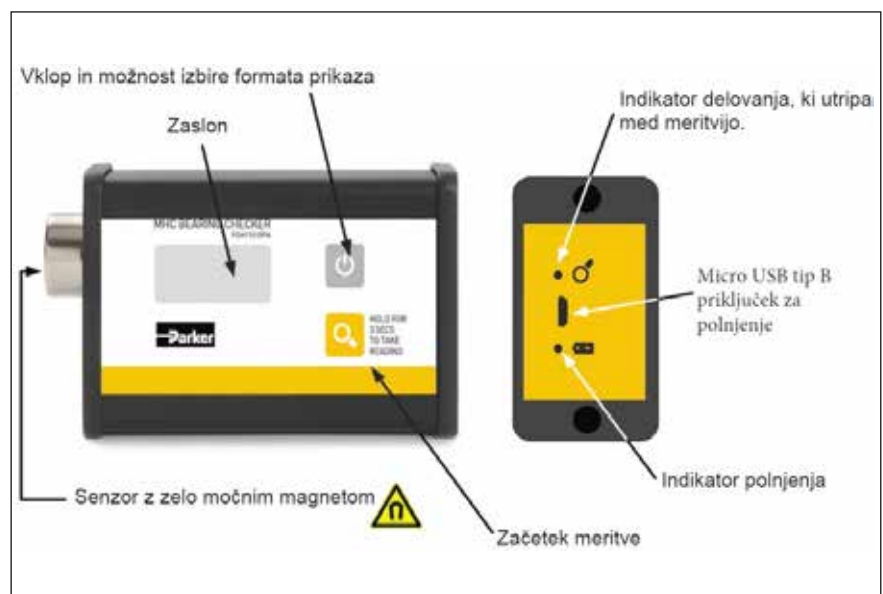 Vklop in možnost izbire formata prikaza
Zaslon
Indikator delovanja, ki utripa
med meritvijo.
MHC BEARING CHECKER
Parker
HOLD FOR
3 SECS
TO TAKE
READING
Micro USB tip B
priključek za
polnjenje
Indikator polnjenja
Senzor z zelo močnim magnetom
Začetek meritve